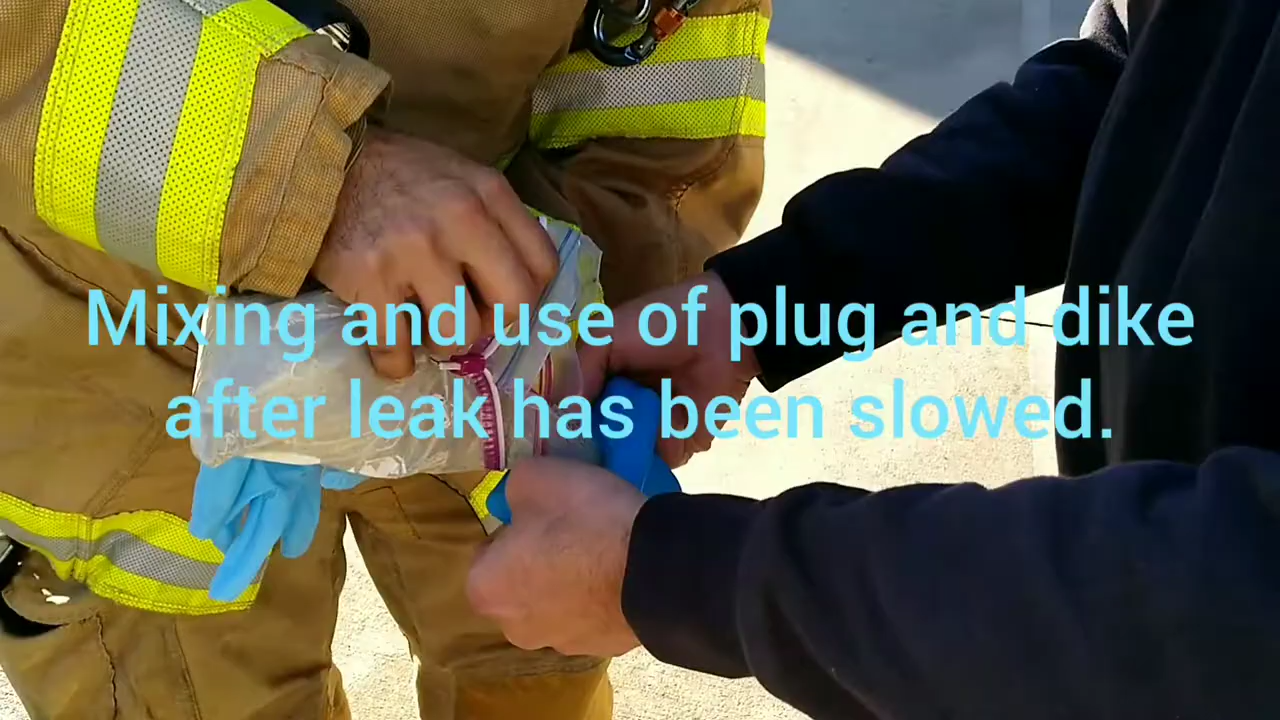 Mixing and use of plug and dike
after leak has been slowed.